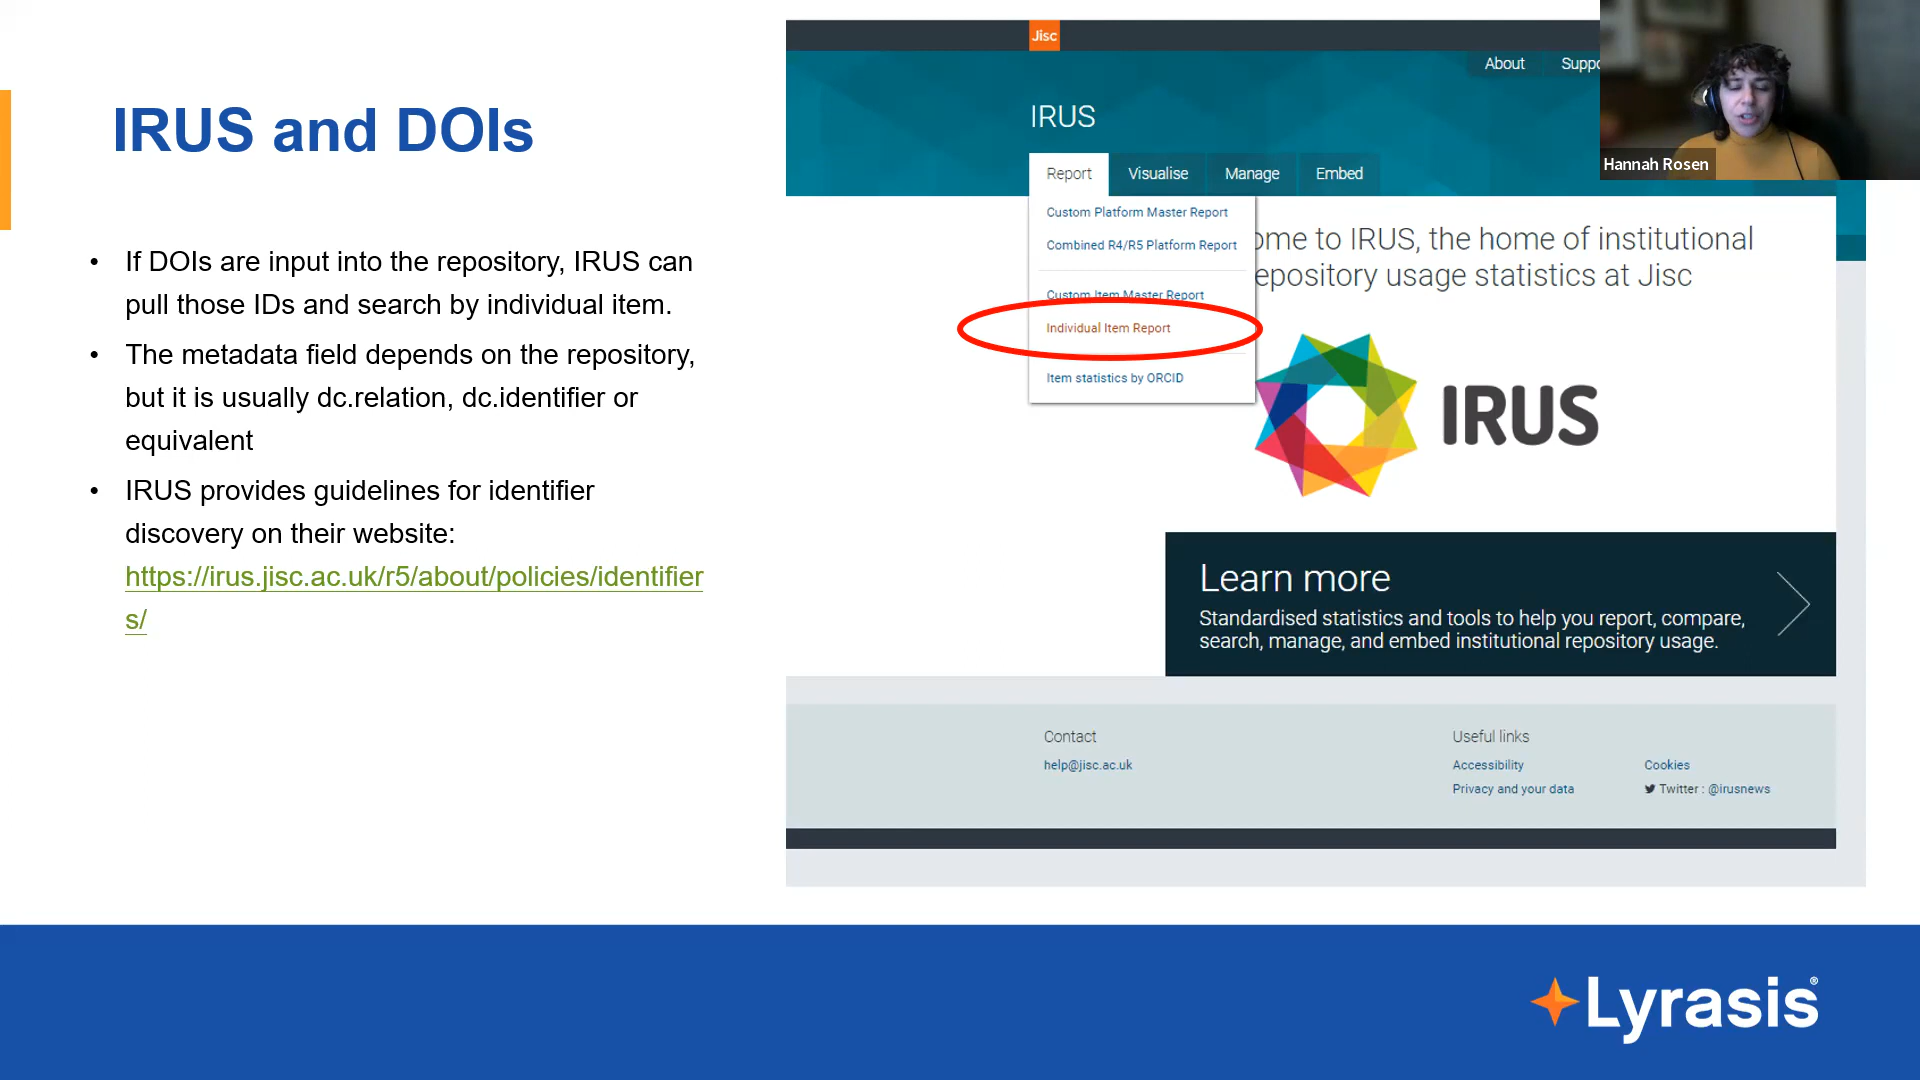 IRUS and DOIs
• If DOIs are input into the repository, IRUS can
pull those IDs and search by individual item.
• The metadata field depends on the repository,
but it is usually dc.relation, dc.identifier or
equivalent
• IRUS provides guidelines for identifier
discovery on their website:
https://irus.jisc.ac.uk/r5/about/policies/identifier
s/
Jisc
About Suppo
IRUS
Report Visualise Manage Embed
Custom Platform Master Report
Combined R4/R5 Platform Report
Custom Item Master Report
Individual Item Report
Item statistics by ORCID
ome to IRUS, the home of institutional
epository usage statistics at Jisc
IRUS
Learn more
Standardised statistics and tools to help you report, compare,
search, manage, and embed institutional repository usage.
Contact
help@jisc.ac.uk
Useful links
Accessibility Cookies
Privacy and your data Twitter : @irusnews
Hannah Rosen
Lyrasis®